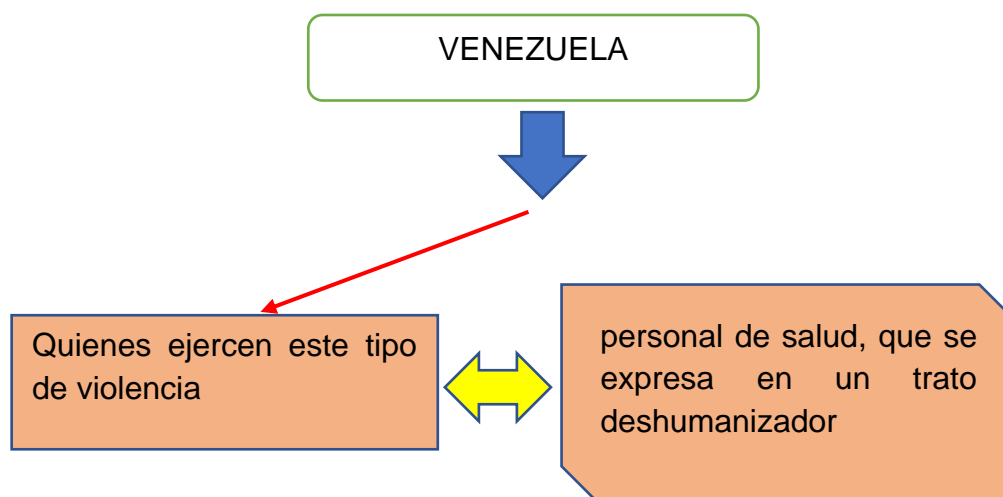 VENEZUELA
Quienes ejercen este tipo
de violencia
personal de salud, que se
expresa en un trato
deshumanizador